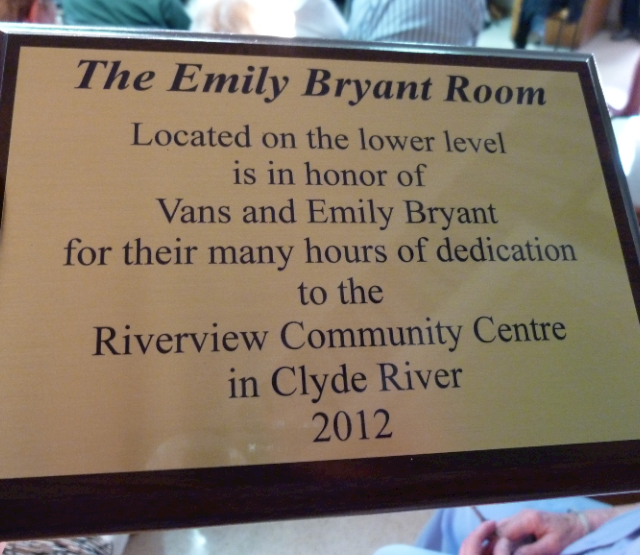 The Emily Bryant Room
Located on the lower level
is in honor of
Vans and Emily Bryant
for their many hours of dedication
to the
Riverview Community Centre
in Clyde River
2012